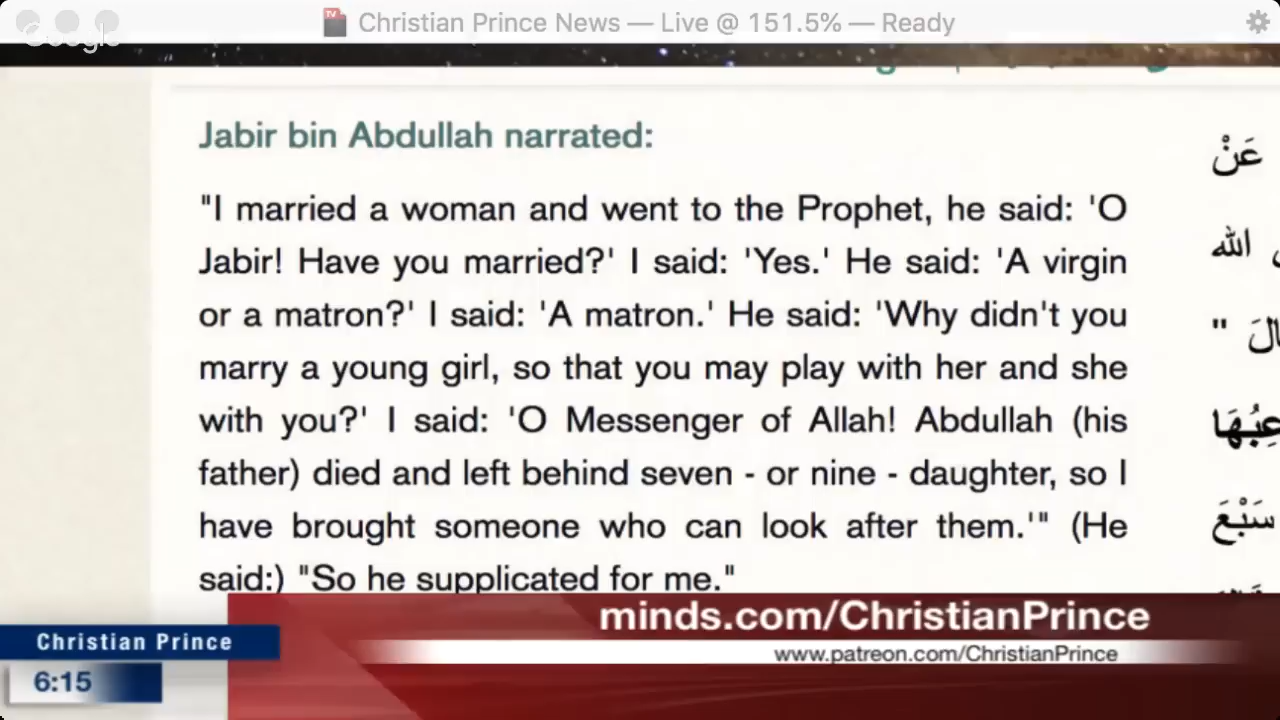 Christian Prince News — Live @ 151.5% — Ready
Google
Jabir bin Abdullah narrated:
"I married a woman and went to the Prophet, he said: 'O
Jabir! Have you married?' I said: 'Yes.' He said: 'A virgin
or a matron?' I said: 'A matron.' He said: 'Why didn't you
marry a young girl, so that you may play with her and she
with you?' I said: 'O Messenger of Allah! Abdullah (his
father) died and left behind seven - or nine - daughter, so I
have brought someone who can look after them.'" (He
said:) "So he supplicated for me."
عَنْ
الله
"
سَبْعَ
minds.com/ChristianPrince
www.patreon.com/ChristianPrince
Christian Prince
6:15